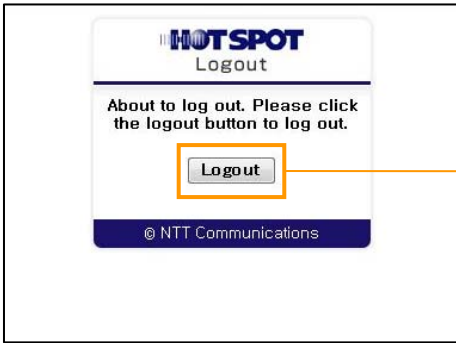 HOTSPOT
Logout
About to log out. Please click
the logout button to log out.
Logout
© NTT Communications